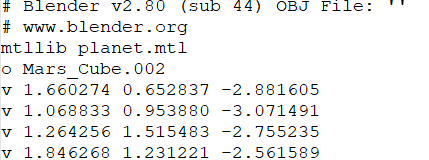 # Blender v2.80 (sub 44) OBJ File: ''
# www.blender.org
mtllib planet.mtl
o Mars_Cube.002
v 1.660274 0.652837 -2.881605
v 1.068833 0.953880 -3.071491
v 1.264256 1.515483 -2.755235
v 1.846268 1.231221 -2.561589